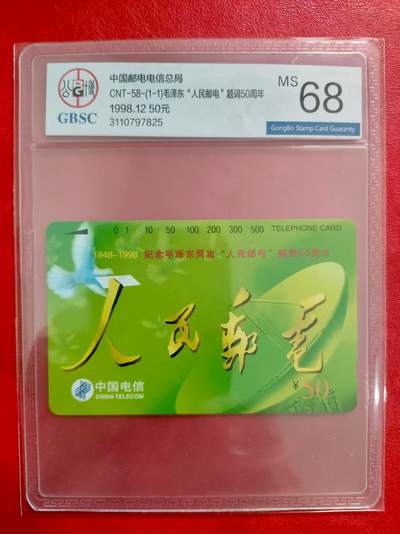 中国邮电电信总局
CNT-58-(1-1)毛泽东“人民邮电”题词50周年
1998.12 50元
3110797825
GBSC
MS 68
GongBo Stamp Card Guaranty
0 1 10 50 100 200 300 500 TELEPHONE CARD
1948-1998 纪念毛泽东同志“人民邮电”题词50周年
人民邮电
中国电信
CHINA TELECOM
¥50